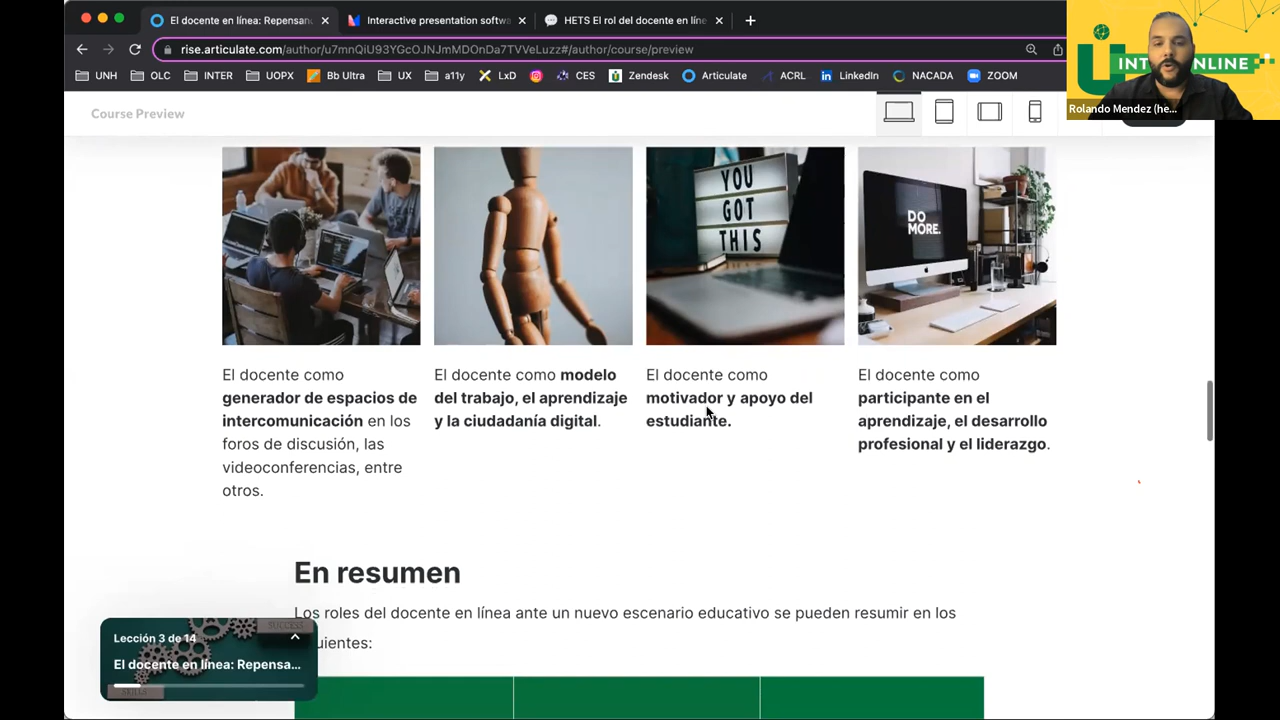 El docente en línea: Repensand
Interactive presentation softwa
HETS El rol del docente en líne
rise.articulate.com/author/u7mnQiU93YGcOJNJmMDOnDa7TVVeLuzz#/author/course/preview
UNH
OLC
INTER
UOPX
Bb Ultra
UX
a11y
LxD
CES
Zendesk
Articulate
ACRL
LinkedIn
NACADA
ZOOM
Rolando Mendez (he...
Course Preview
YOU
GOT
THIS
DO
MORE.
El docente como
generador de espacios de
intercomunicación en los
foros de discusión, las
videoconferencias, entre
otros.
El docente como modelo
del trabajo, el aprendizaje
y la ciudadanía digital.
El docente como
motivador y apoyo del
estudiante.
El docente como
participante en el
aprendizaje, el desarrollo
profesional y el liderazgo.
En resumen
Los roles del docente en línea ante un nuevo escenario educativo se pueden resumir en los
uientes:
SUCCESS
Lección 3 de 14
El docente en línea: Repensa...
SKILLS